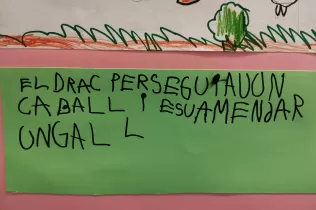 EL DRAC PERSEGUIA UN
CABALL I ES VA MENJAR
UN GALL